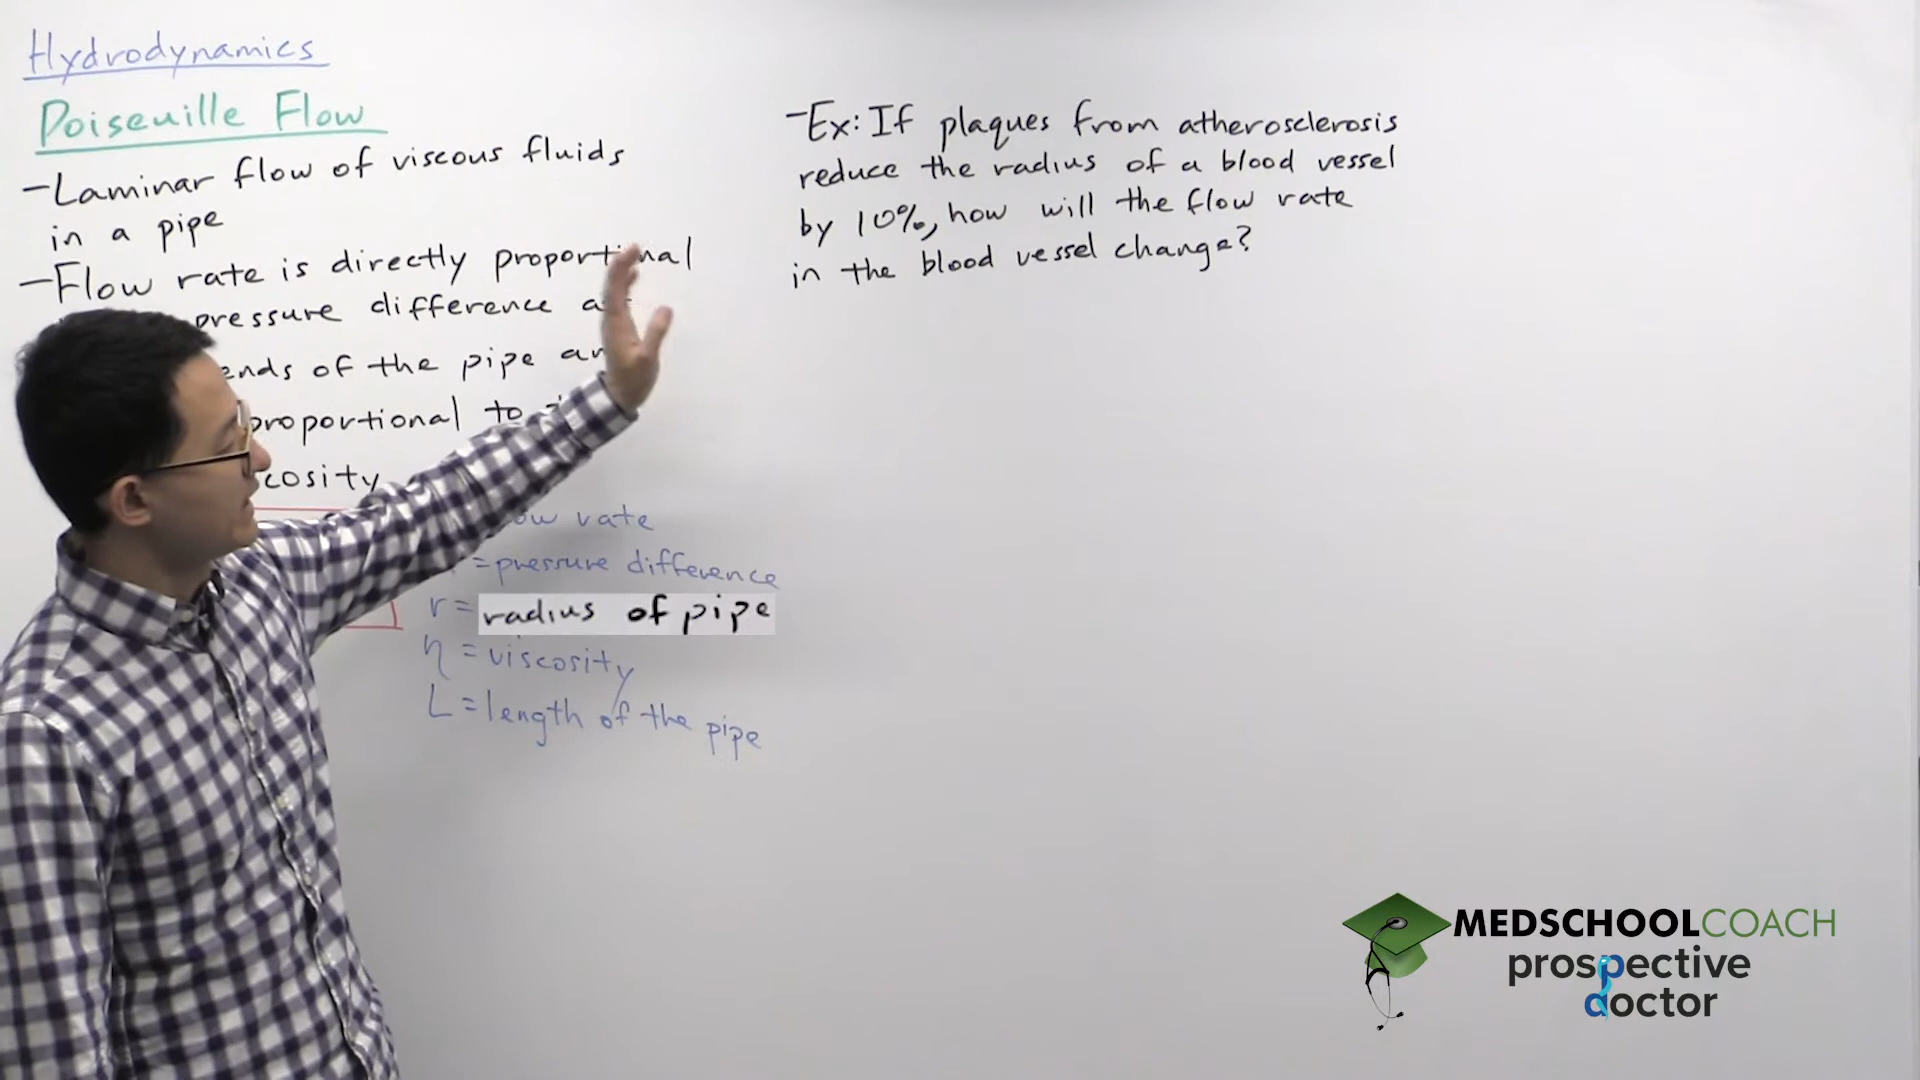 Hydrodynamics
Poiseuille Flow
-Laminar flow of viscous fluids
in a pipe
-Flow rate is directly proportional
pressure difference
ends of the pipe
proportional to
cosity
rate
=pressure difference
r= radius of pipe
η = viscosity
L = length of the pipe
-Ex: If plaques from atherosclerosis
reduce the radius of a blood vessel
by 10%, how will the flow rate
in the blood vessel change?
MEDSCHOOLCOACH
prospective
doctor